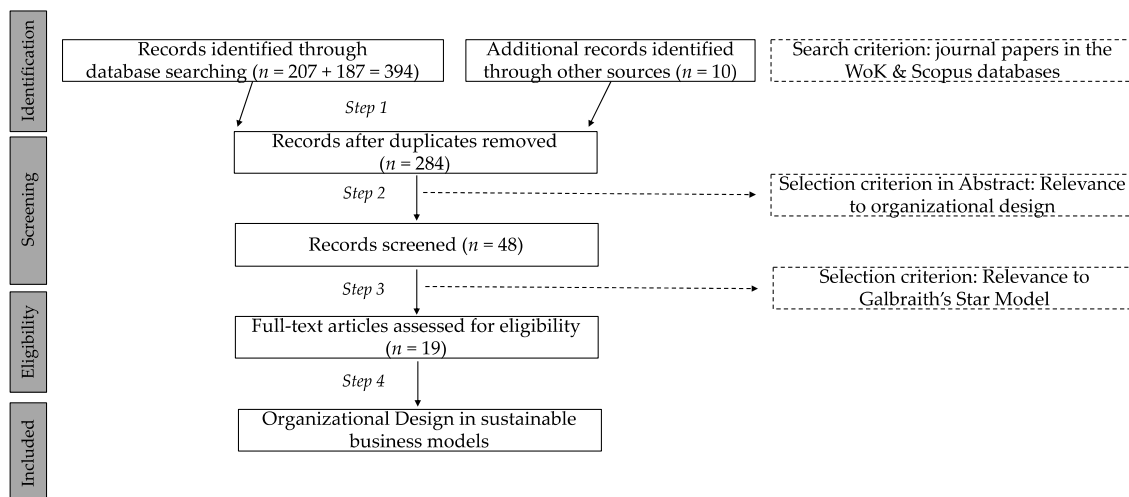 Identification
Records identified through
database searching (n = 207 + 187 = 394)
Additional records identified
through other sources (n = 10)
Search criterion: journal papers in the
WoK & Scopus databases
Step 1
Screening
Records after duplicates removed
(n = 284)
Step 2
Selection criterion in Abstract: Relevance
to organizational design
Records screened (n = 48)
Step 3
Selection criterion: Relevance to
Galbraith's Star Model
Eligibility
Full-text articles assessed for eligibility
(n = 19)
Step 4
Included
Organizational Design in sustainable
business models